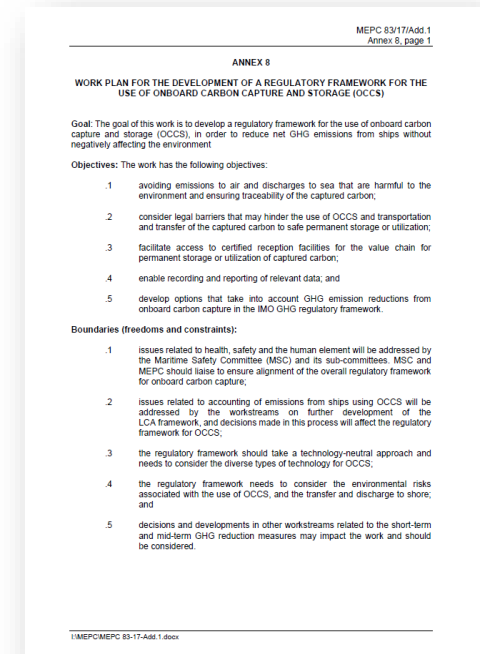 MEPC 83/17/Add.1
Annex 8, page 1
ANNEX 8
WORK PLAN FOR THE DEVELOPMENT OF A REGULATORY FRAMEWORK FOR THE
USE OF ONBOARD CARBON CAPTURE AND STORAGE (OCCS)
Goal: The goal of this work is to develop a regulatory framework for the use of onboard carbon
capture and storage (OCCS), in order to reduce net GHG emissions from ships without
negatively affecting the environment
Objectives: The work has the following objectives:
.1 avoiding emissions to air and discharges to sea that are harmful to the
environment and ensuring traceability of the captured carbon;
.2 consider legal barriers that may hinder the use of OCCS and transportation
and transfer of the captured carbon to safe permanent storage or utilization;
.3 facilitate access to certified reception facilities for the value chain for
permanent storage or utilization of captured carbon;
.4 enable recording and reporting of relevant data; and
.5 develop options that take into account GHG emission reductions from
onboard carbon capture in the IMO GHG regulatory framework.
Boundaries (freedoms and constraints):
.1 issues related to health, safety and the human element will be addressed by
the Maritime Safety Committee (MSC) and its sub-committees. MSC and
MEPC should liaise to ensure alignment of the overall regulatory framework
for onboard carbon capture;
.2 issues related to accounting of emissions from ships using OCCS will be
addressed by the workstreams on further development of the
LCA framework, and decisions made in this process will affect the regulatory
framework for OCCS;
.3 the regulatory framework should take a technology-neutral approach and
needs to consider the diverse types of technology for OCCS;
.4 the regulatory framework needs to consider the environmental risks
associated with the use of OCCS, and the transfer and discharge to shore;
and
.5 decisions and developments in other workstreams related to the short-term
and mid-term GHG reduction measures may impact the work and should
be considered.
I:\MEPC\MEPC 83-17-Add.1.docx